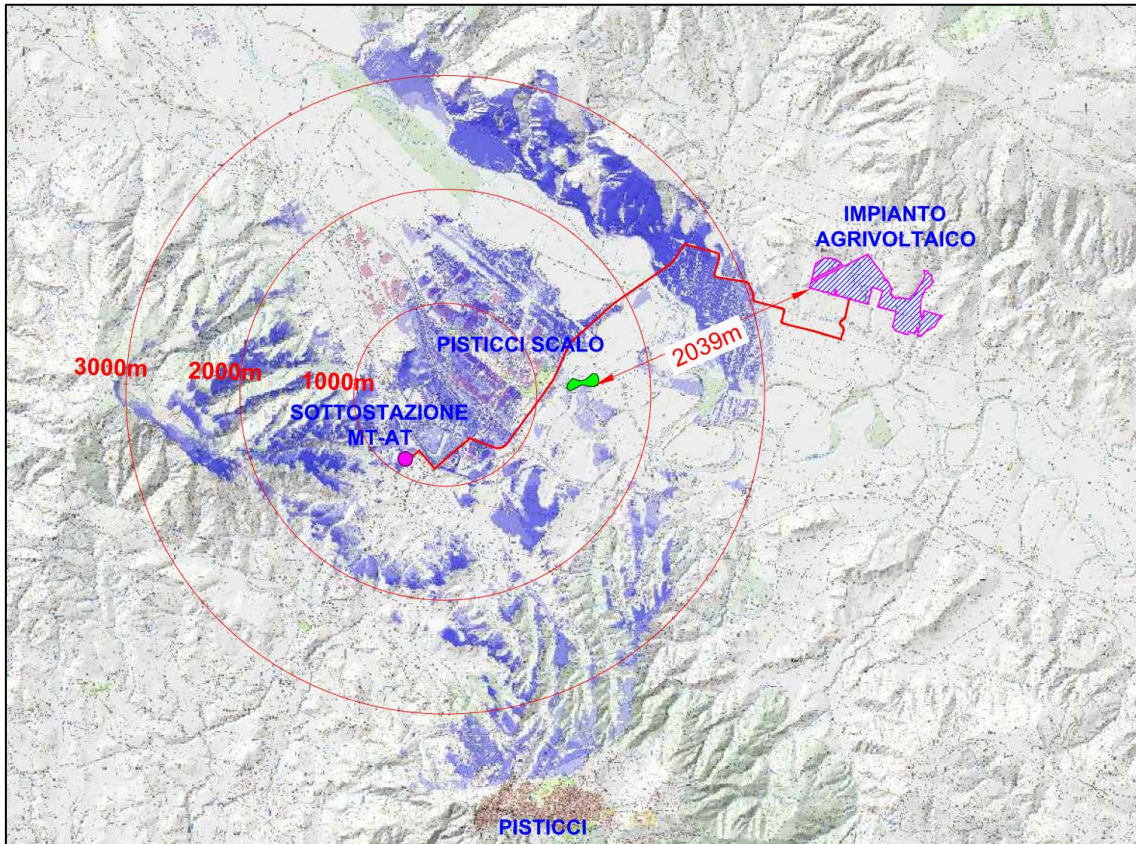 IMPIANTO
AGRIVOLTAICO
2039m
PISTICCI SCALO
3000m
2000m
1000m
SOTTOSTAZIONE
MT-AT
PISTICCI